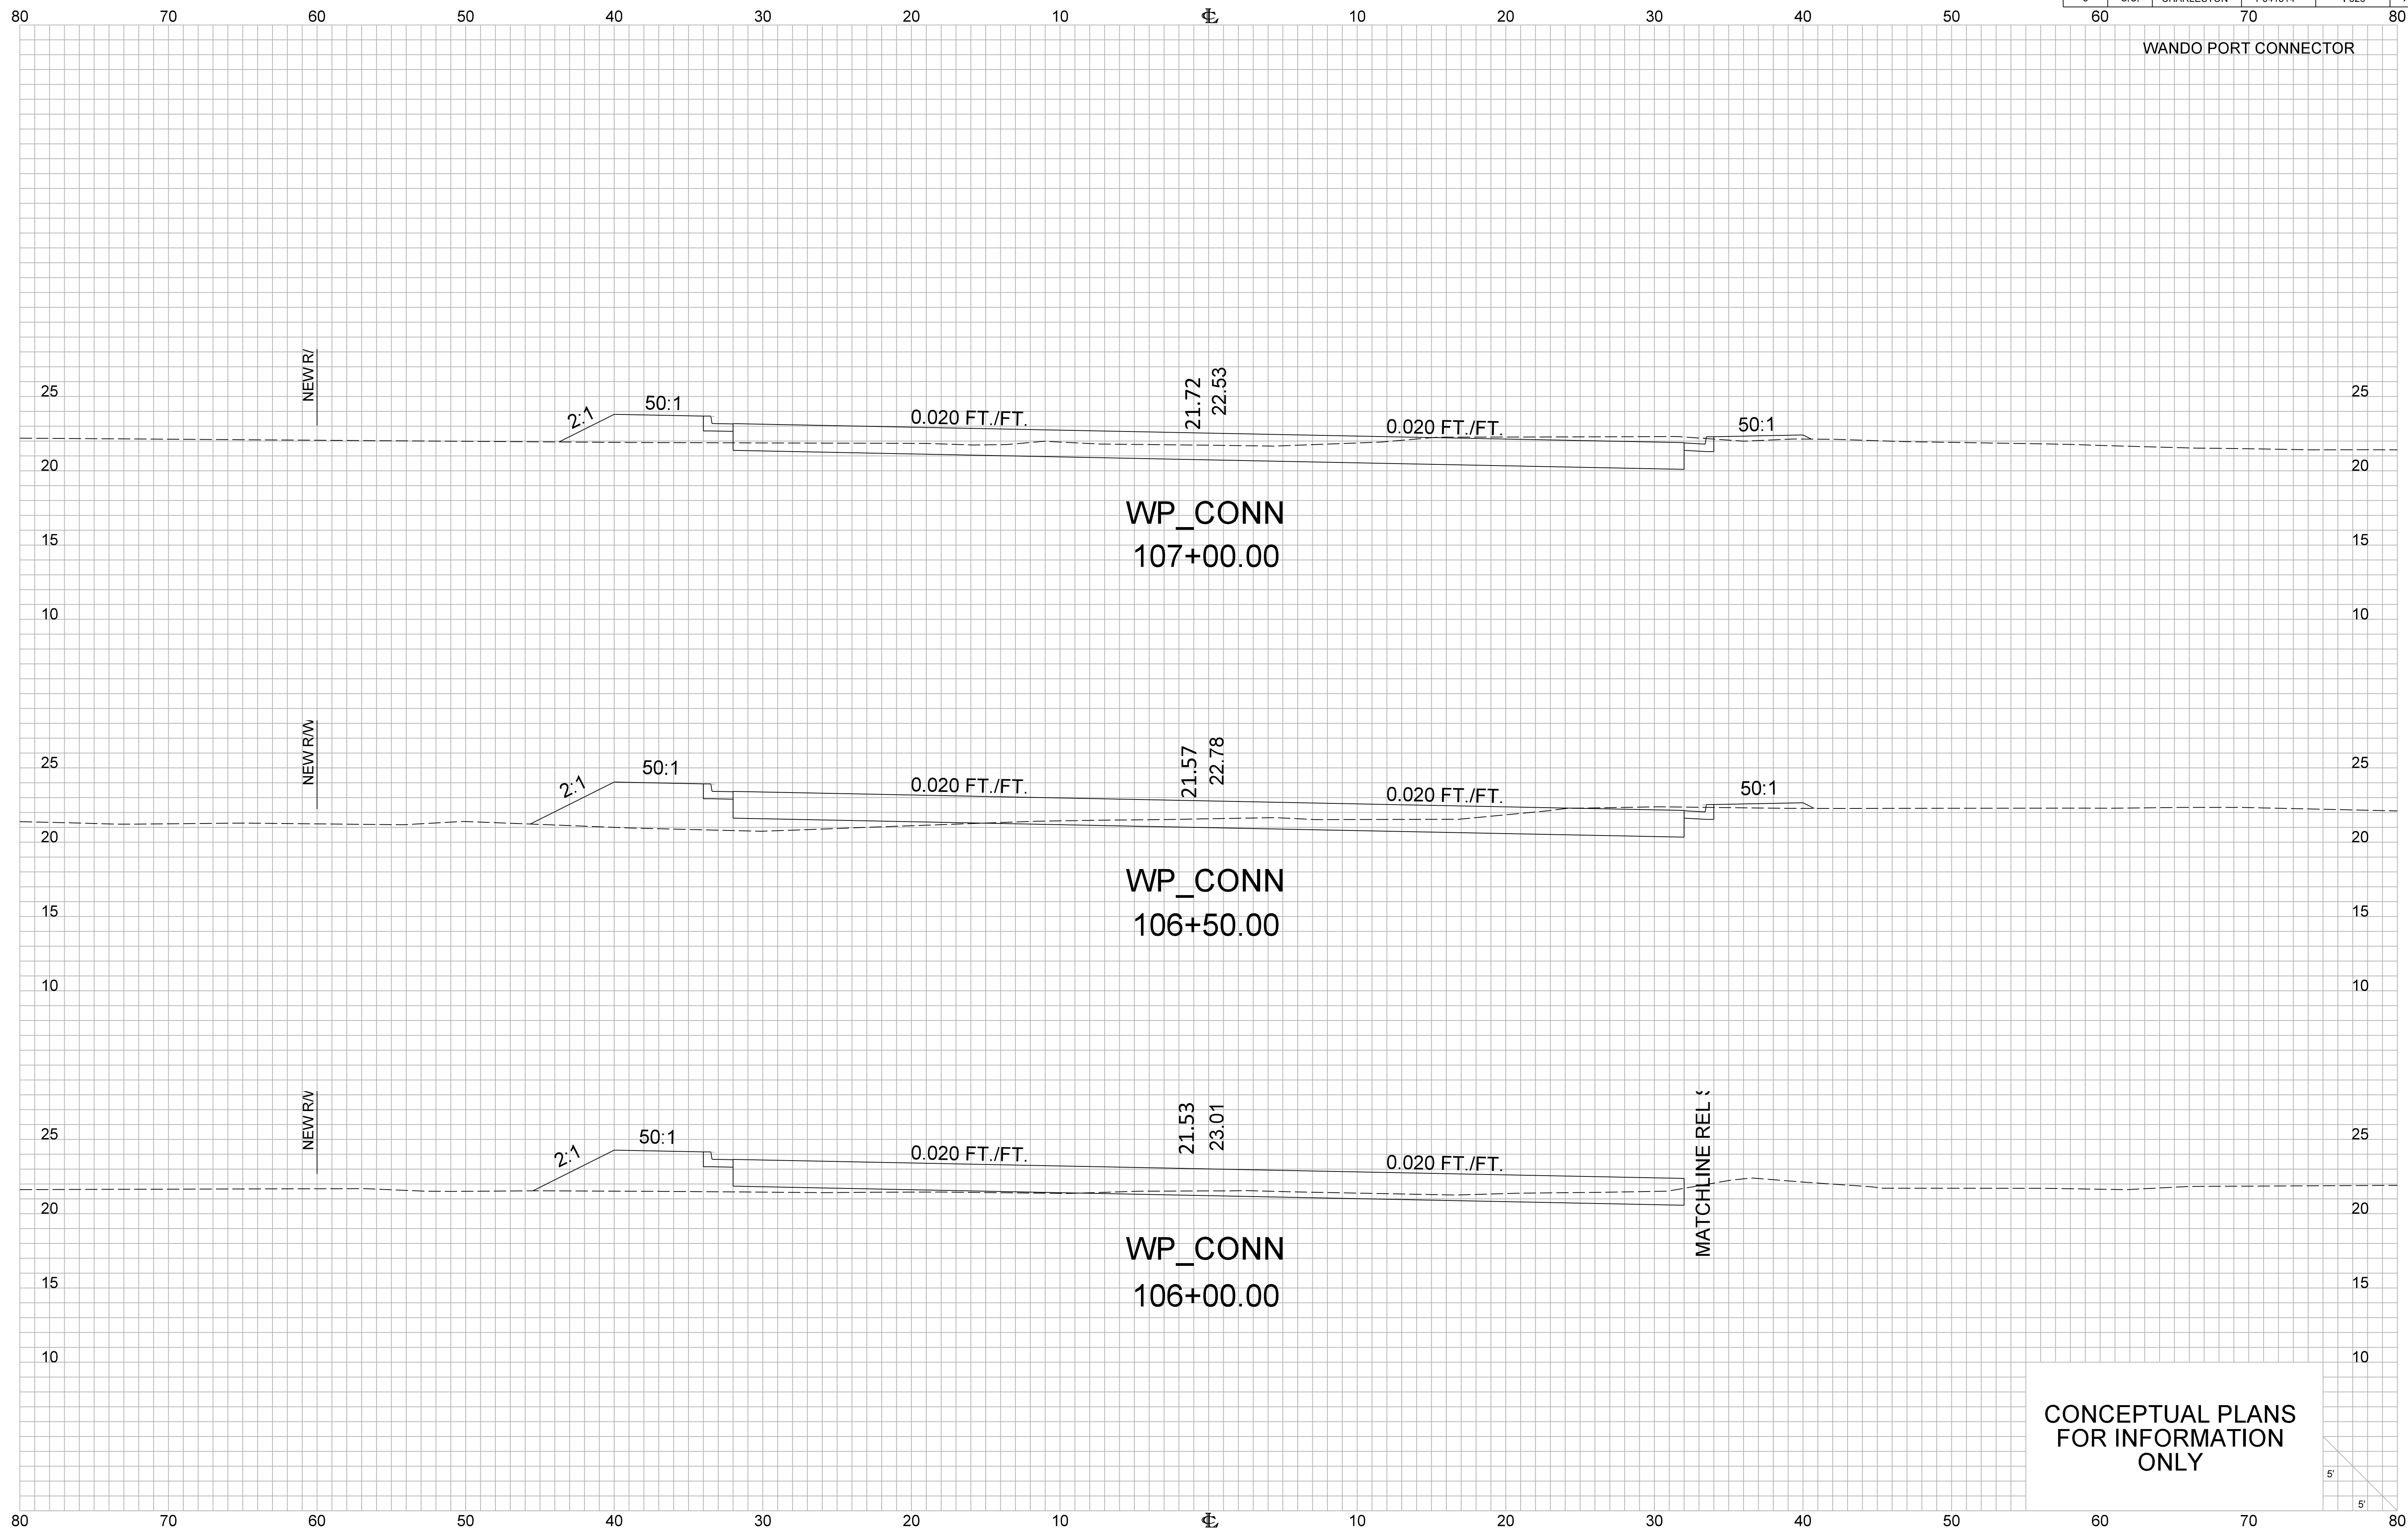 80 70 60 50 40 30 20 10 ℄ 10 20 30 40 60 70 80
CHARLESTON
WANDO PORT CONNECTOR
NEW R/
25
2:1
50:1
0.020 FT./FT.
21.72
22.53
0.020 FT./FT.
50:1
25
20
20
WP_CONN
107+00.00
15
15
10
10
NEW R/W
25
2:1
50:1
0.020 FT./FT.
21.57
22.78
0.020 FT./FT.
50:1
25
20
20
WP_CONN
106+50.00
15
15
10
10
NEW R/
25
2:1
50:1
0.020 FT./FT.
21.53
23.01
0.020 FT./FT.
MATCHLINE REL
25
20
20
WP_CONN
106+00.00
15
15
10
10
CONCEPTUAL PLANS
FOR INFORMATION
ONLY
5'
5'
80 70 60 50 40 30 20 10 ℄ 10 20 30 40 50 60 70 80